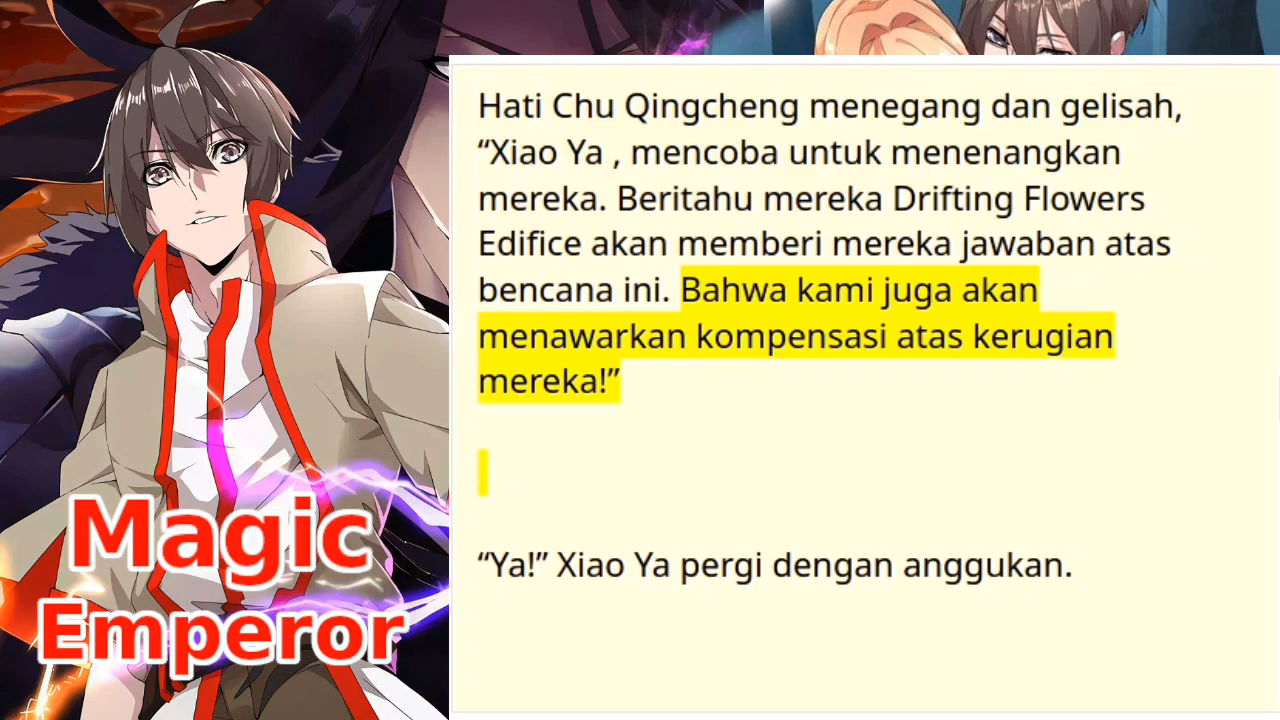 Magic
Emperor
Hati Chu Qingcheng menegang dan gelisah,
“Xiao Ya , mencoba untuk menenangkan
mereka. Beritahu mereka Drifting Flowers
Edifice akan memberi mereka jawaban atas
bencana ini. Bahwa kami juga akan
menawarkan kompensasi atas kerugian
mereka!”
“Ya!” Xiao Ya pergi dengan anggukan.